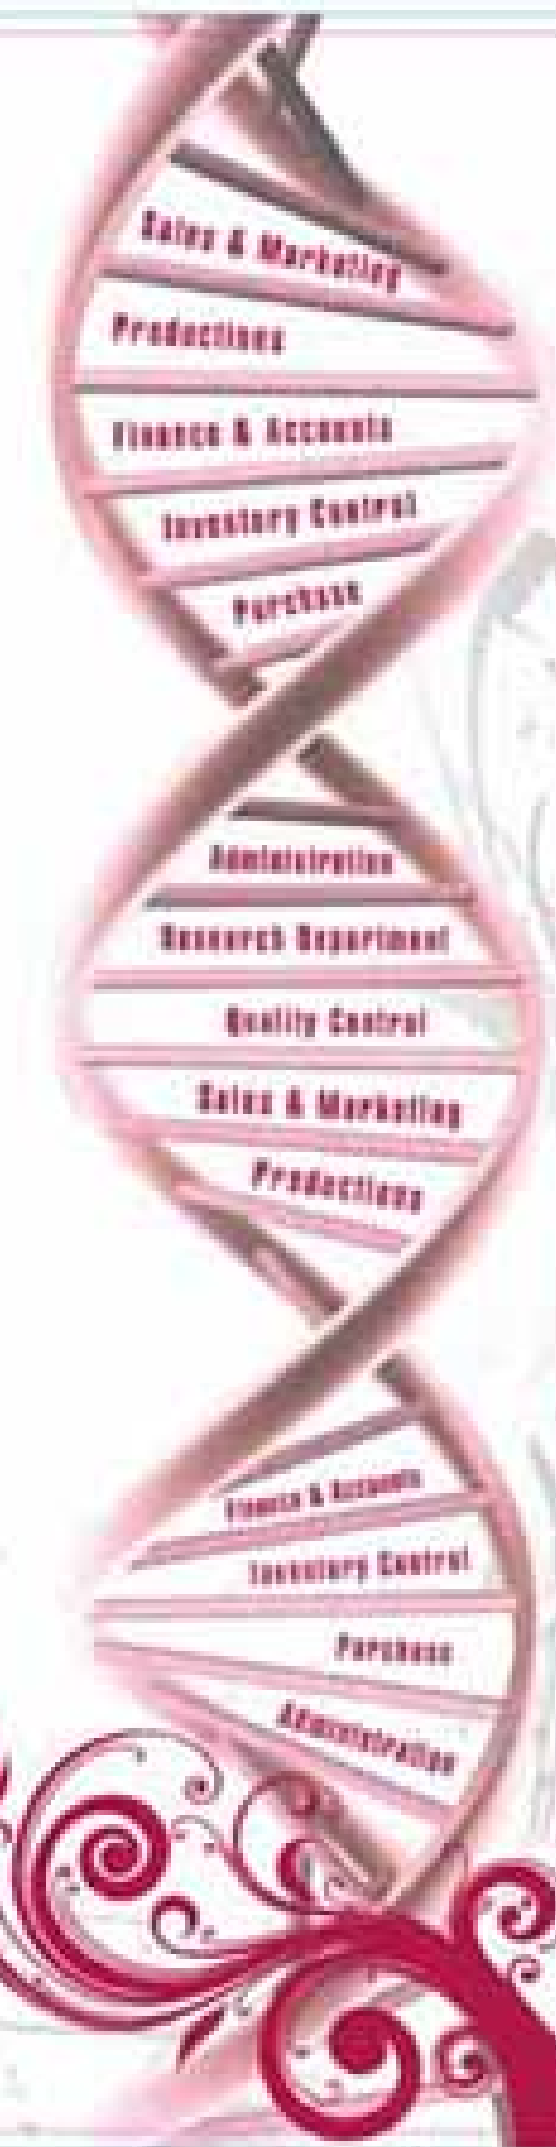 Sales & Marketing
Productions
Finance & Accounts
Inventory Control
Purchase
Administration
Research Department
Quality Control
Sales & Marketing
Productions
Finance & Accounts
Inventory Control
Purchase
Administration